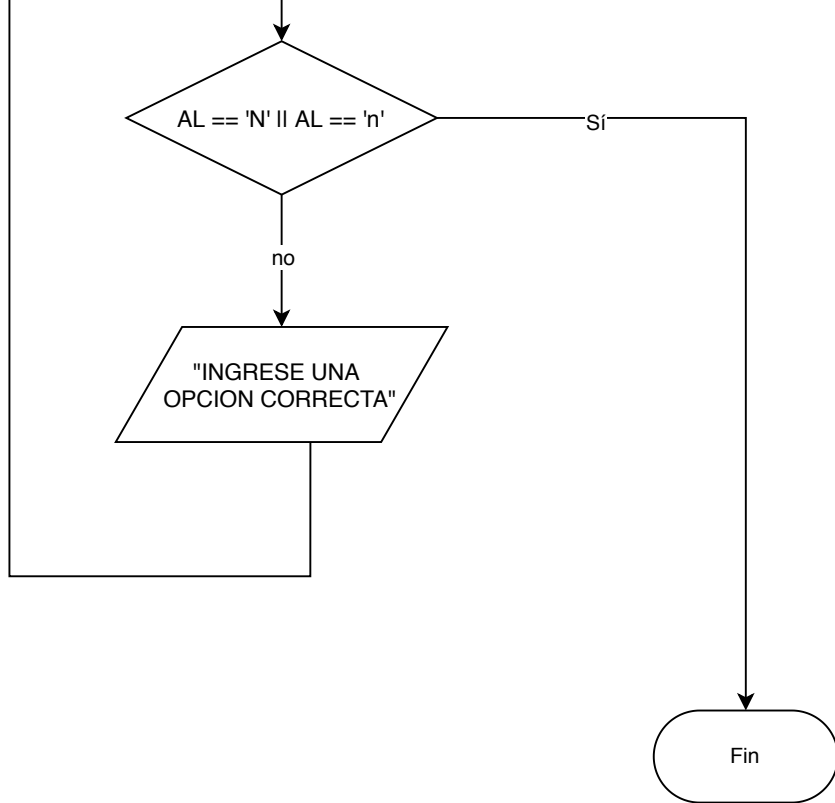 AL == 'N' || AL == 'n'
Sí
no
"INGRESE UNA
OPCION CORRECTA"
Fin